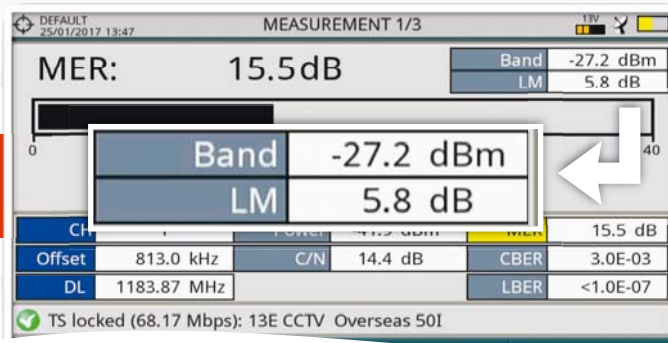 DEFAULT
25/01/2017 13:47
MEASUREMENT 1/3
13V
MER: 15.5 dB
Band -27.2 dBm
LM 5.8 dB
0
40
Band -27.2 dBm
LM 5.8 dB
CH
15.5 dB
Offset 813.0 kHz C/N 14.4 dB CBER 3.0E-03
DL 1183.87 MHz LBER <1.0E-07
TS locked (68.17 Mbps): 13E CCTV Overseas 50I